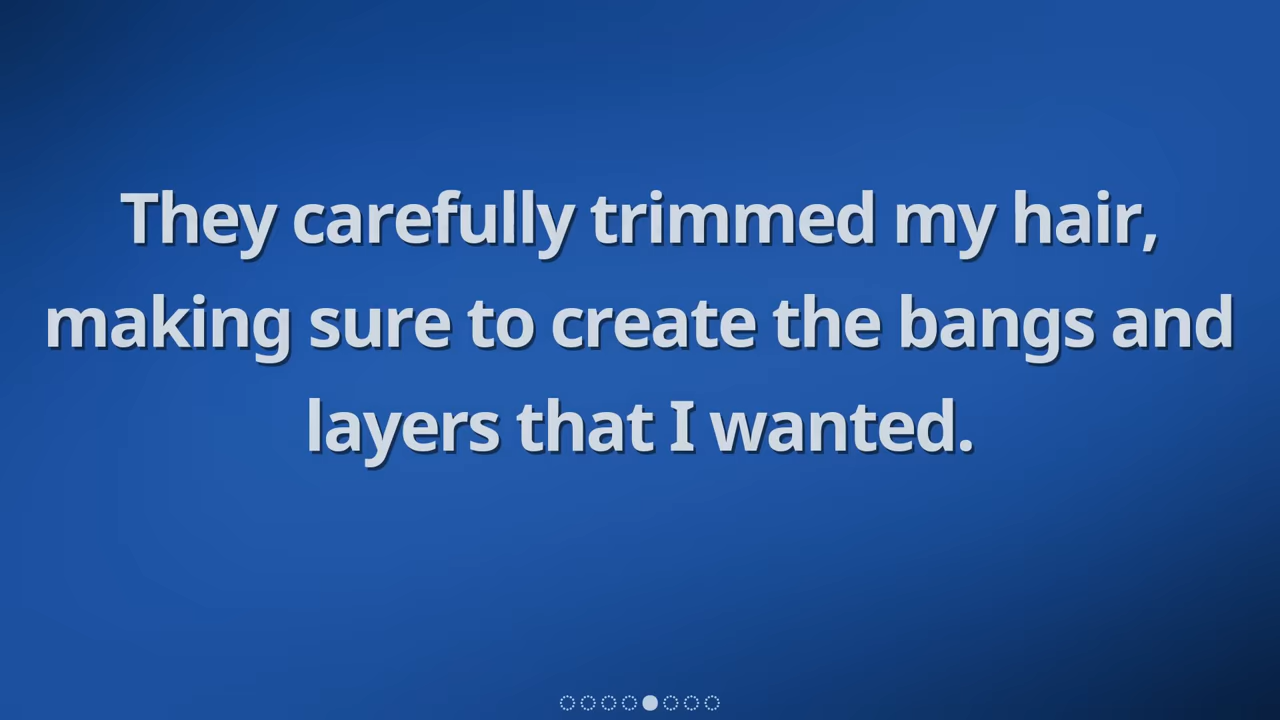 They carefully trimmed my hair,
making sure to create the bangs and
layers that I wanted.